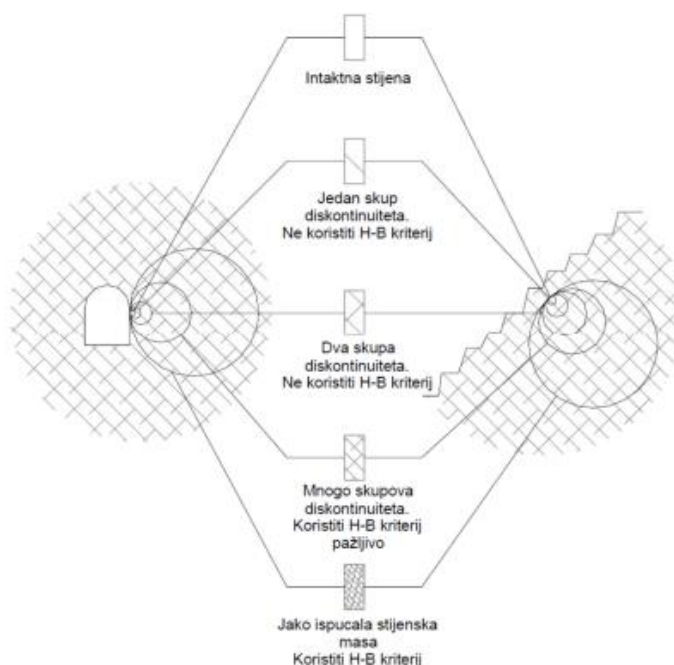 Intaktna stijena
Jedan skup
diskontinuiteta.
Ne koristiti H-B kriterij
Dva skupa
diskontinuiteta.
Ne koristiti H-B kriterij
Mnogo skupova
diskontinuiteta.
Koristiti H-B kriterij
pažljivo
Jako ispucala stijenska
masa
Koristiti H-B kriterij